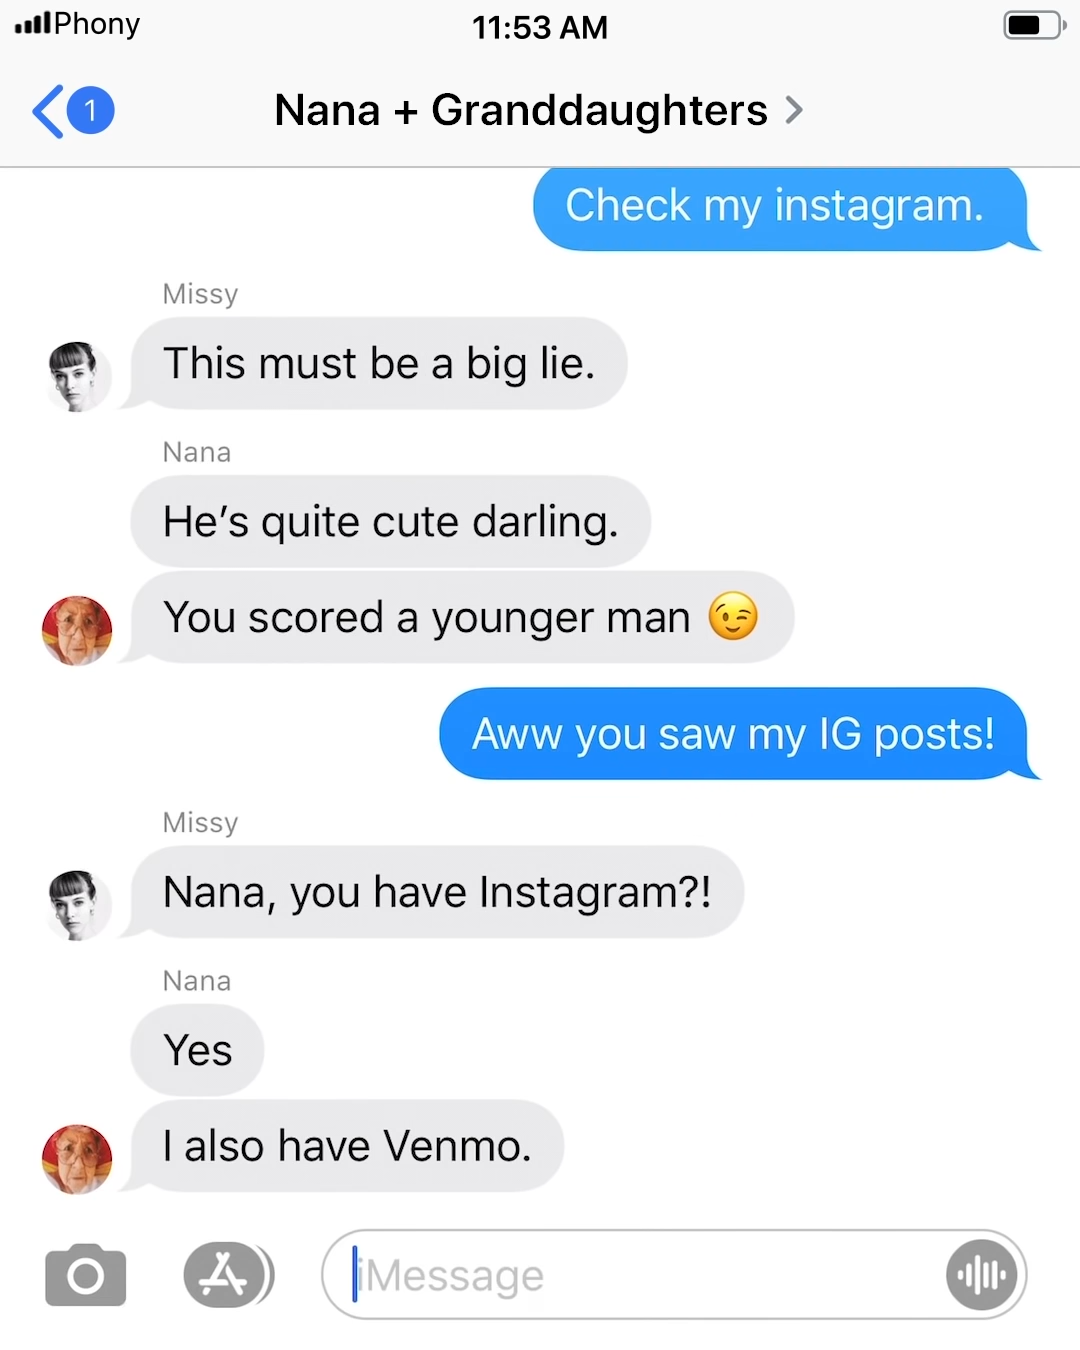 Phony
11:53 AM
1
Nana + Granddaughters
Check my instagram.
Missy
This must be a big lie.
Nana
He's quite cute darling.
You scored a younger man 😉
Aww you saw my IG posts!
Missy
Nana, you have Instagram?!
Nana
Yes
I also have Venmo.
iMessage